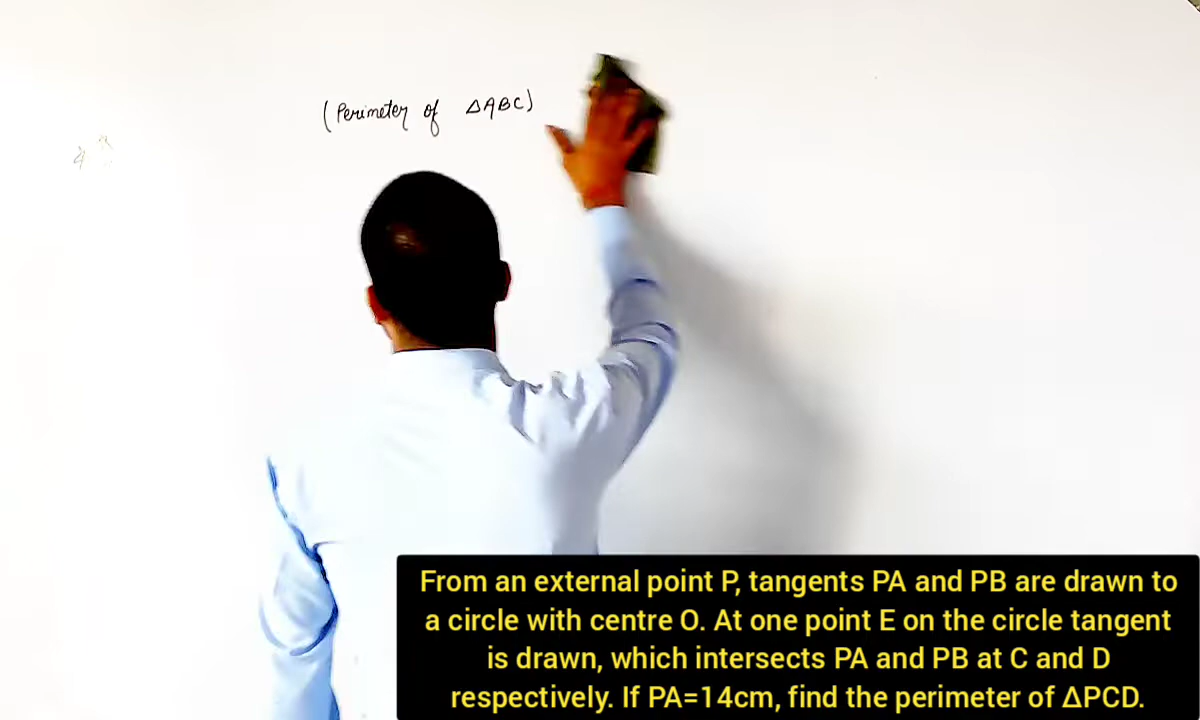 (Perimeter of ΔABC)
From an external point P, tangents PA and PB are drawn to
a circle with centre O. At one point E on the circle tangent
is drawn, which intersects PA and PB at C and D
respectively. If PA=14cm, find the perimeter of ΔPCD.